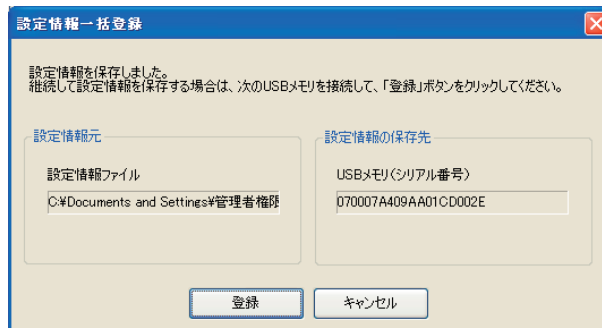 設定情報一括登録
設定情報を保存しました。
継続して設定情報を保存する場合は、次のUSBメモリを接続して、「登録」ボタンをクリックしてください。
設定情報元
設定情報ファイル
C:¥Documents and Settings¥管理者権限
設定情報の保存先
USBメモリ(シリアル番号)
070007A409AA01CD002E
登録
キャンセル